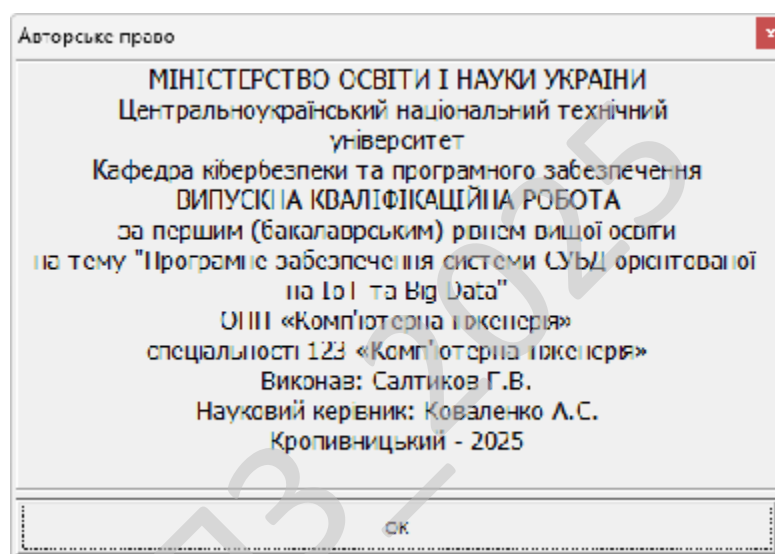 Авторське право
МІНІСТЕРСТВО ОСВІТИ І НАУКИ УКРАЇНИ
Центральноукраїнський національний технічний
університет
Кафедра кібербезпеки та програмного забезпечення
ВИПУСКНА КВАЛІФІКАЦІЙНА РОБОТА
за першим (бакалаврським) рівнем вищої освіти
на тему "Програмне забезпечення системи СУБД орієнтованої
на IoT та Big Data"
ОПП «Комп'ютерна інженерія»
спеціальності 123 «Комп'ютерна інженерія»
Виконав: Салтиков Г.В.
Науковий керівник: Коваленко А.С.
Кропивницький - 2025
ОК
2025